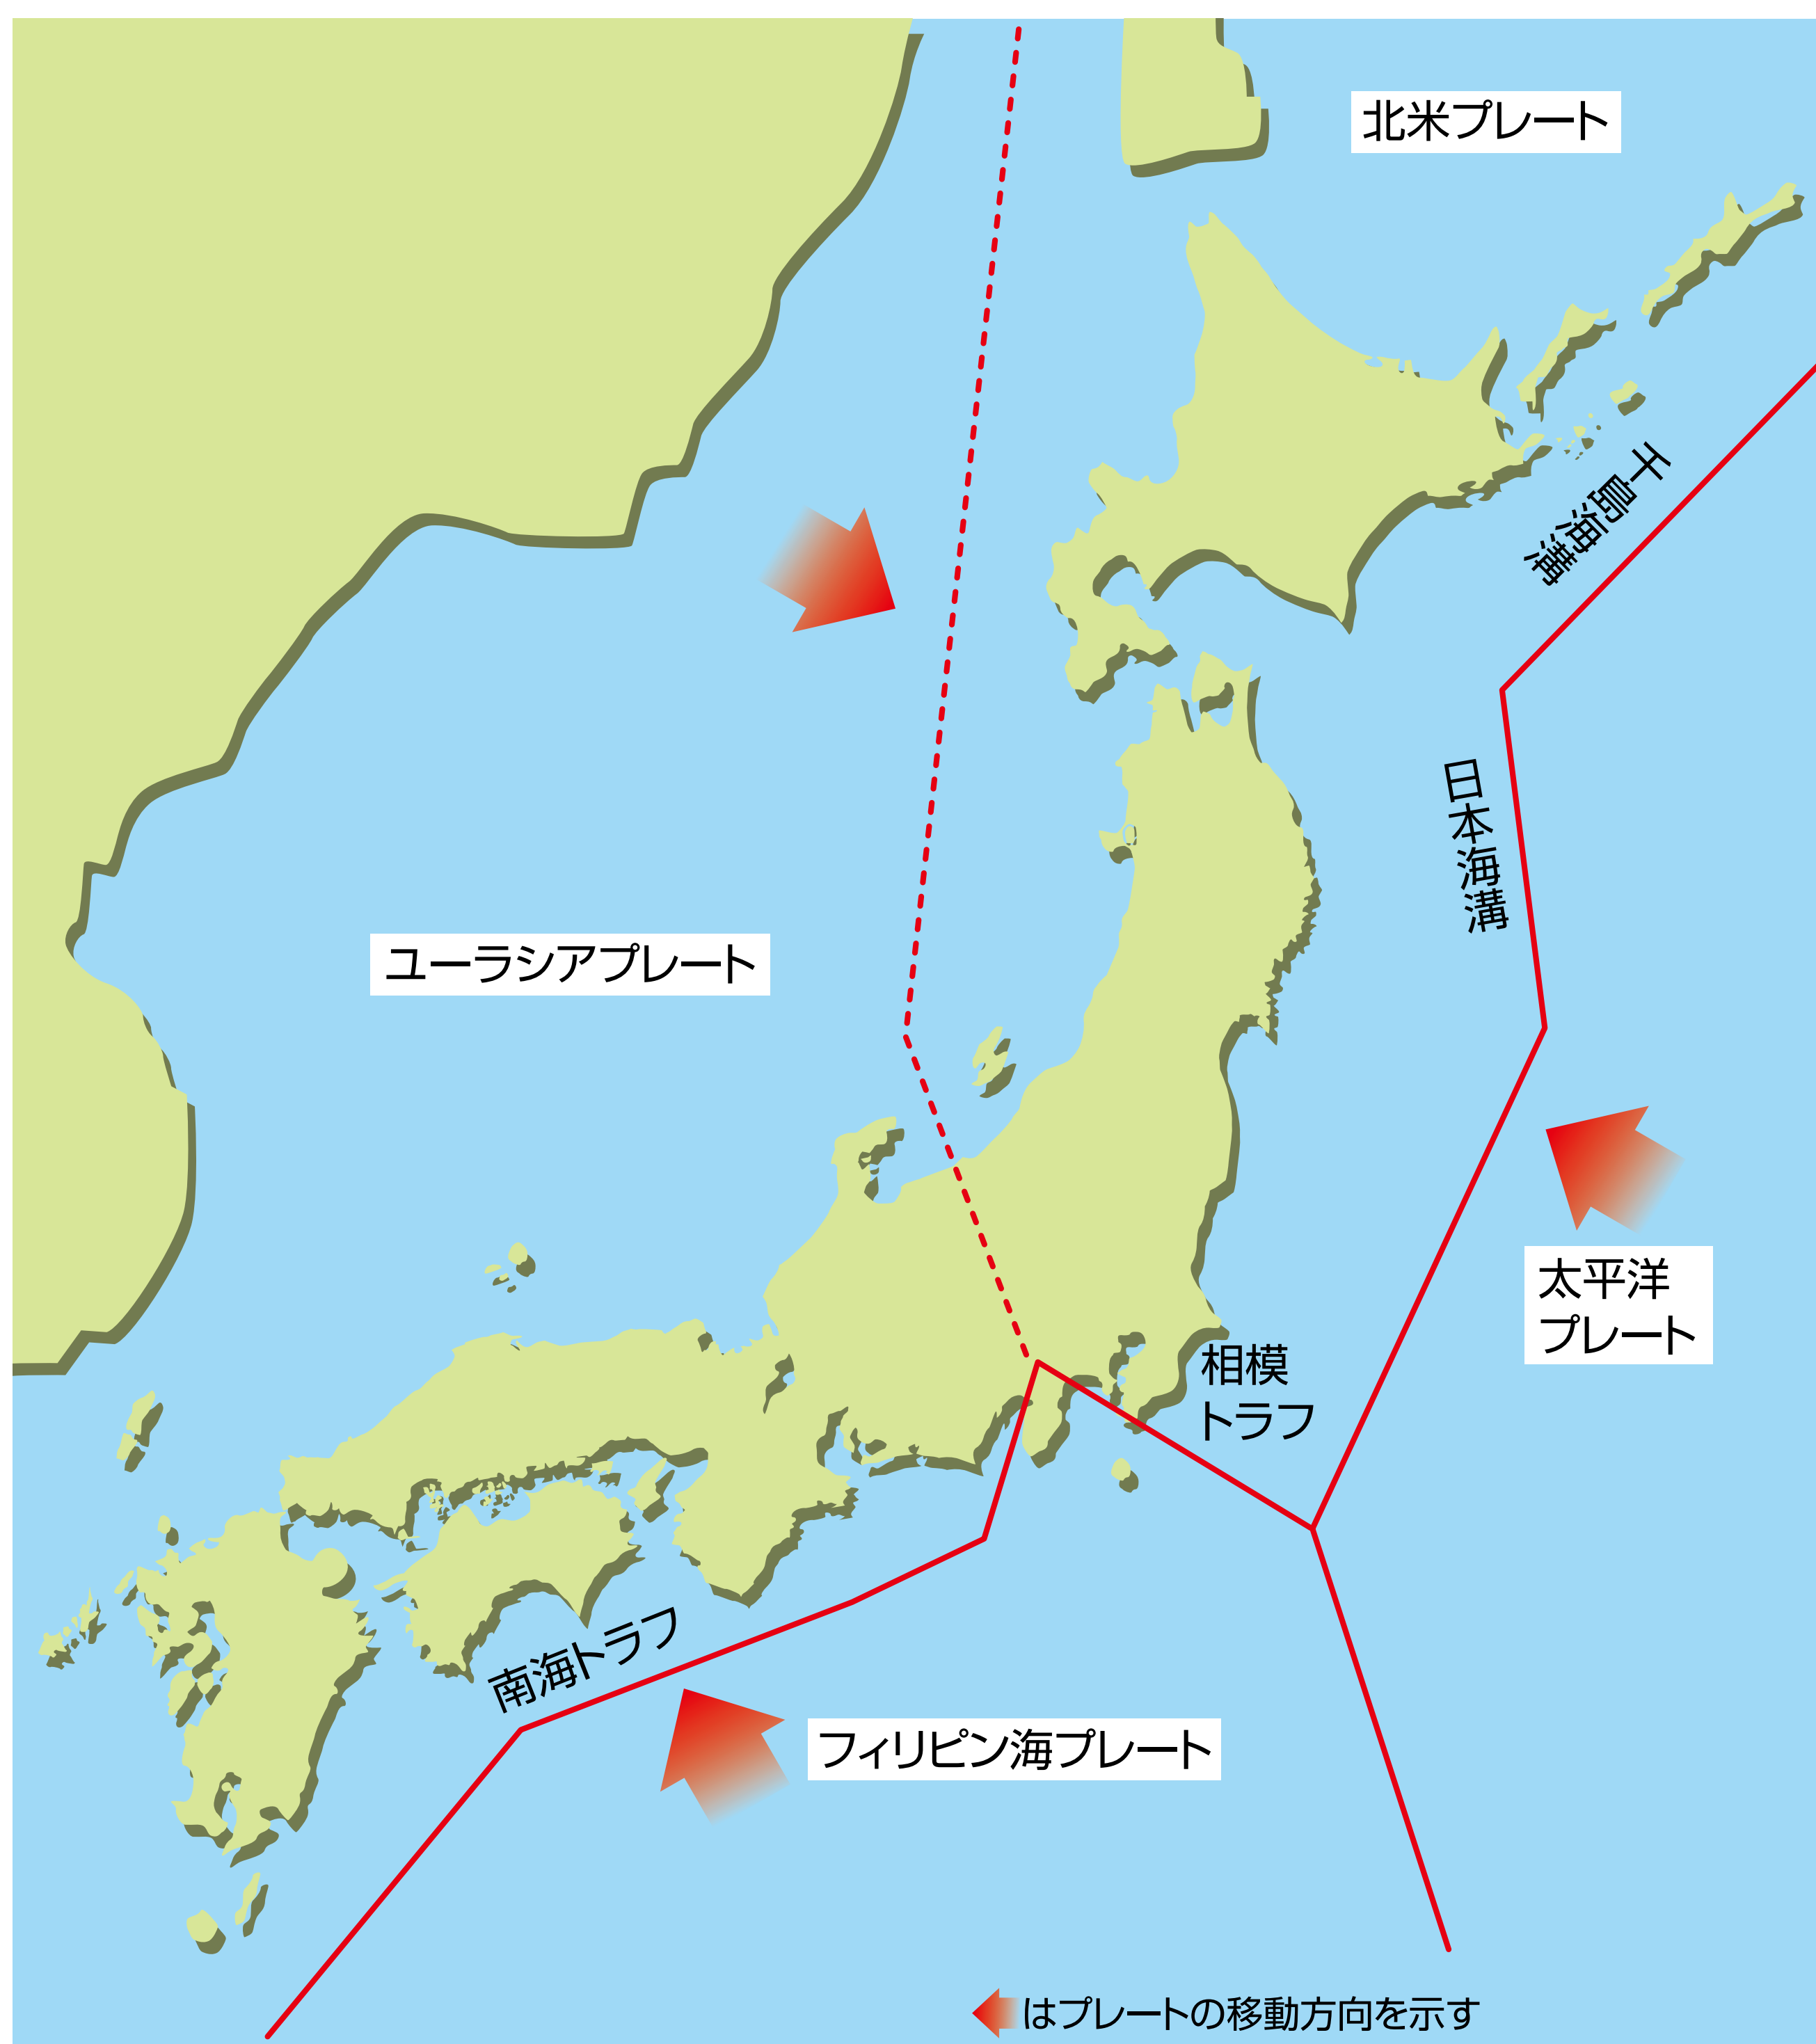 北米プレート
千島海溝
日本海溝
ユーラシアプレート
太平洋
プレート
相模
トラフ
南海トラフ
フィリピン海プレート
はプレートの移動方向を示す